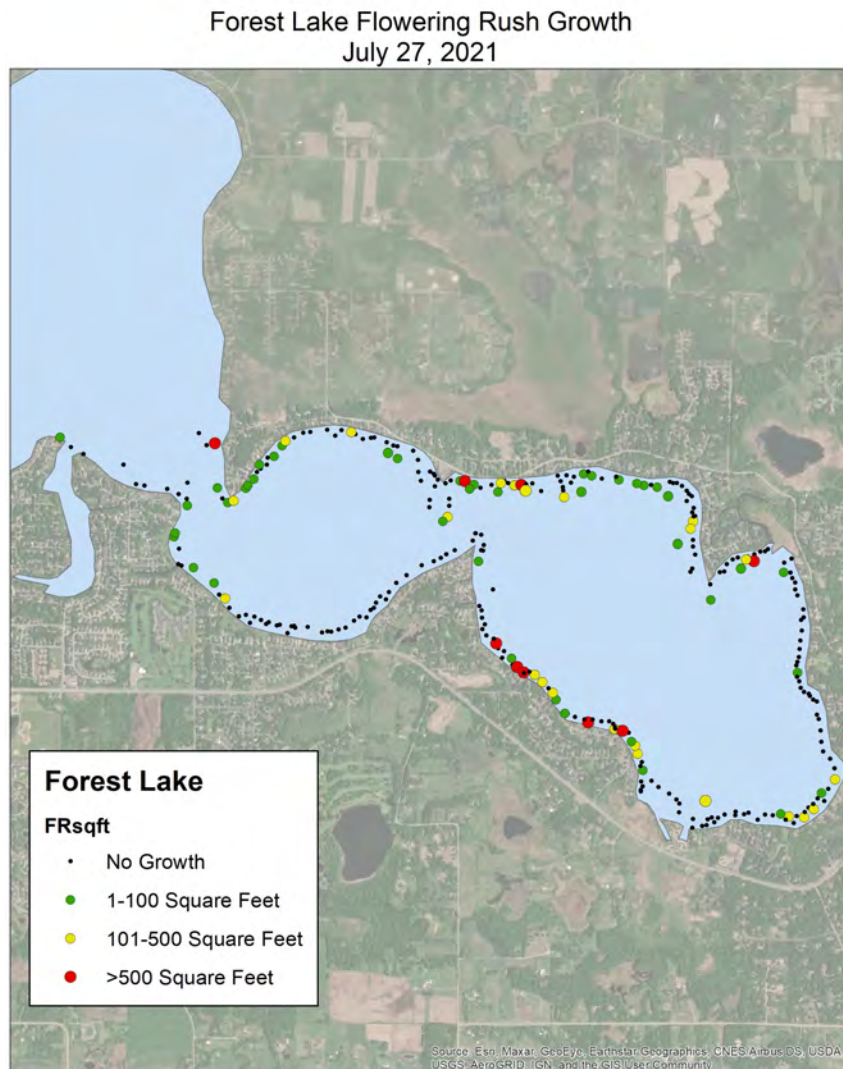 Forest Lake Flowering Rush Growth
July 27, 2021
Forest Lake
FRsqft
No Growth
1-100 Square Feet
101-500 Square Feet
>500 Square Feet
Source: Esri, Maxar, GeoEye, Earthstar Geographics, CNES/Airbus DS, USDA,
USGS, AeroGRID, IGN, and the GIS User Community